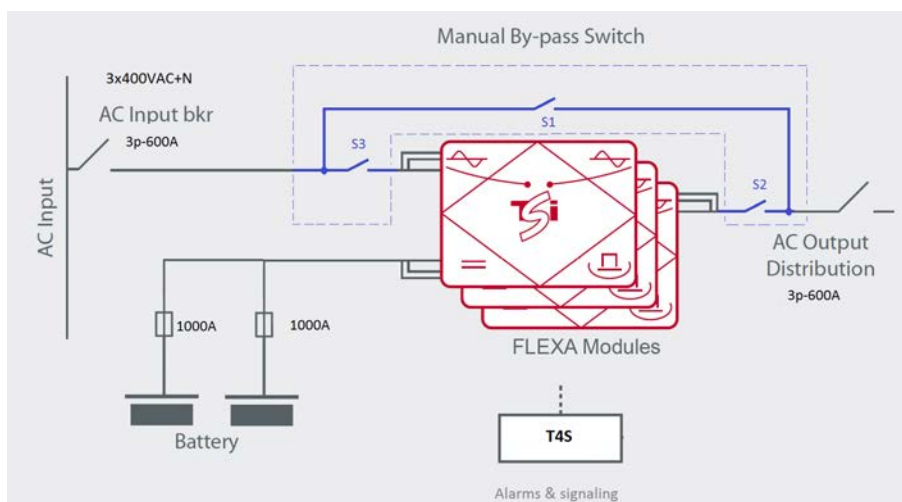 Manual By-pass Switch
3x400VAC+N
AC Input bkr
3p-600A
S1
S3
S2
TSi
AC Input
AC Output
Distribution
3p-600A
1000A
1000A
FLEXA Modules
Battery
T4S
Alarms & signaling